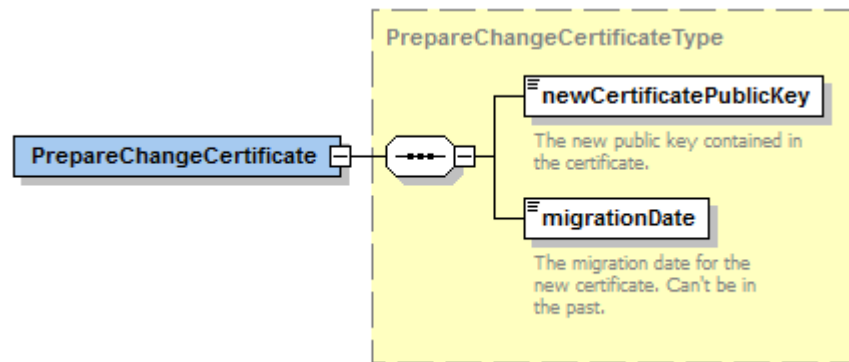 PrepareChangeCertificateType
newCertificatePublicKey
The new public key contained in
the certificate.
PrepareChangeCertificate
migrationDate
The migration date for the
new certificate. Can't be in
the past.